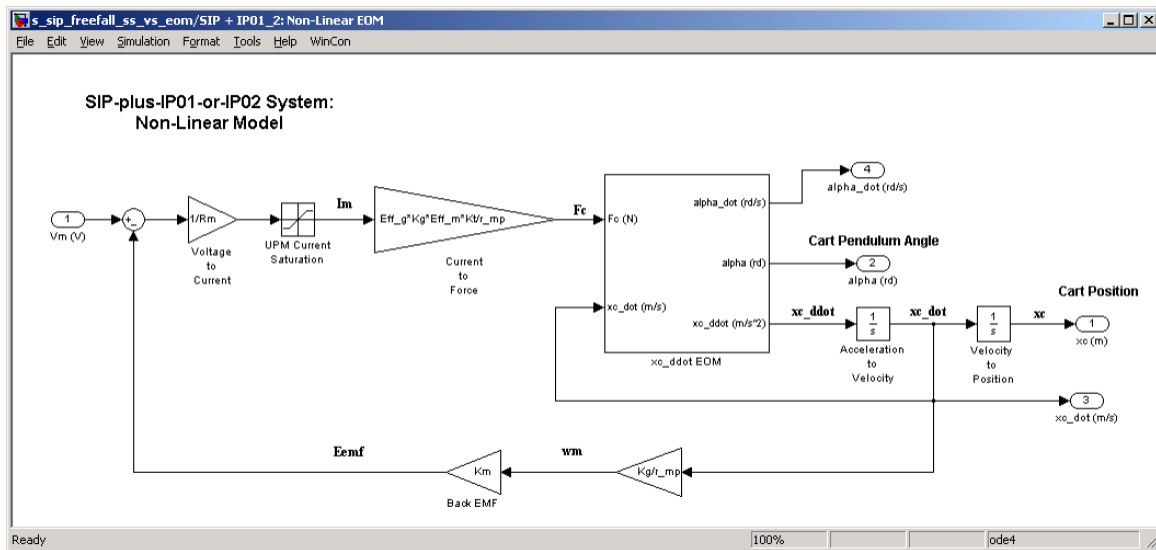 s_sip_freefall_ss_vs_eom/SIP + IP01_2: Non-Linear EOM
File Edit View Simulation Format Tools Help WinCon
SIP-plus-IP01-or-IP02 System:
Non-Linear Model
1
Vm (V)
+
-
1/Rm
Voltage
to
Current
UPM Current
Saturation
Im
Eff_g*Kg*Eff_m*Kt/r_mp
Current
to
Force
Fc
Fc (N)
xc_dot (m/s)
alpha_dot (rd/s)
alpha (rd)
xc_ddot (m/s^2)
xc_ddot EOM
4
alpha_dot (rd/s)
Cart Pendulum Angle
2
alpha (rd)
xc_ddot
1
s
Acceleration
to
Velocity
xc_dot
1
s
Velocity
to
Position
xc
Cart Position
1
xc (m)
3
xc_dot (m/s)
Eemf
Km
Back EMF
wm
Kg/r_mp
Ready
100%
ode4